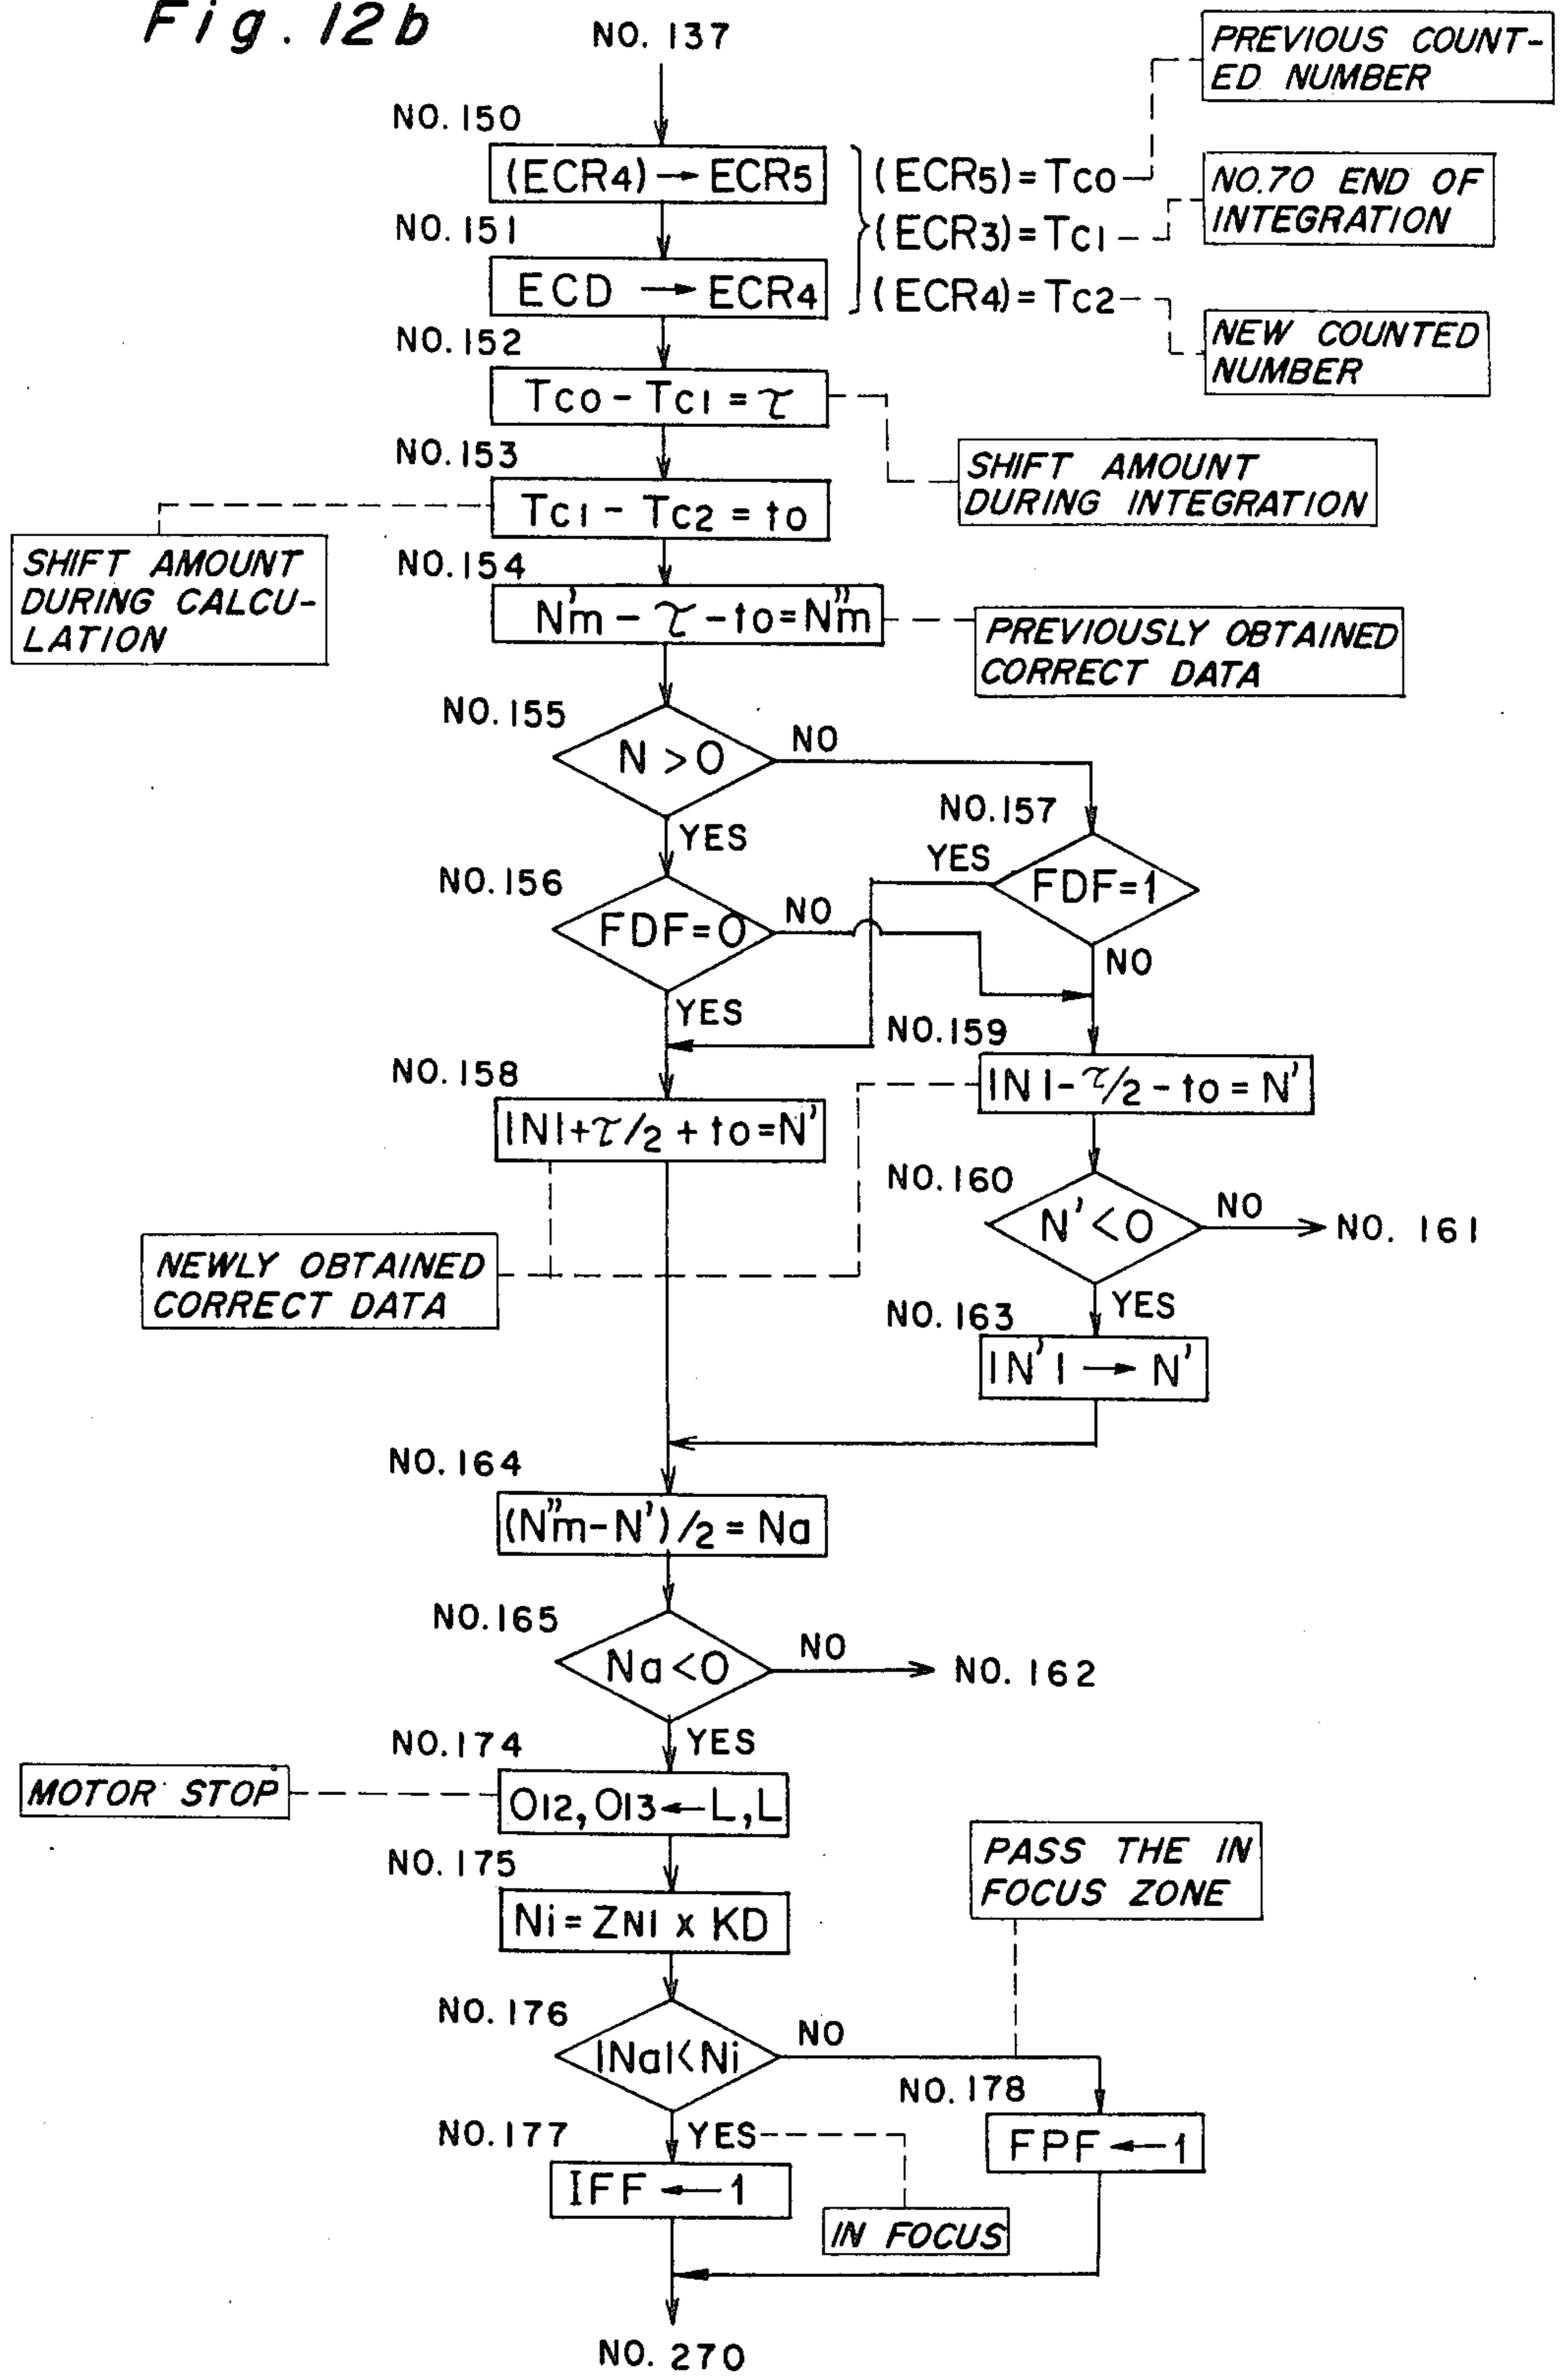 Fig. 12b
NO. 137
PREVIOUS COUNT-
ED NUMBER
NO. 150
(ECR4) → ECR5
(ECR5) = Tco
NO.70 END OF
INTEGRATION
NO. 151
(ECR3) = Tc1
ECD → ECR4
(ECR4) = Tc2
NEW COUNTED
NUMBER
NO. 152
Tco - Tc1 = τ
SHIFT AMOUNT
DURING INTEGRATION
NO. 153
Tc1 - Tc2 = to
SHIFT AMOUNT
DURING CALCU-
LATION
NO. 154
N'm - τ - to = N"m
PREVIOUSLY OBTAINED
CORRECT DATA
NO. 155
N > 0
NO
YES
NO. 157
FDF=1
YES
NO
NO. 156
FDF=0
NO
YES
NO. 159
|N| - τ/2 - to = N'
NO. 158
|N| + τ/2 + to = N'
NO. 160
N' < 0
NO
NO. 161
YES
NEWLY OBTAINED
CORRECT DATA
NO. 163
|N'| → N'
NO. 164
(N"m - N')/2 = Na
NO. 165
Na < 0
NO
NO. 162
YES
NO. 174
MOTOR STOP
O12, O13 ← L, L
NO. 175
Ni = ZN1 x KD
PASS THE IN
FOCUS ZONE
NO. 176
|Na| < Ni
NO
NO. 178
FPF ← 1
NO. 177
YES
IFF ← 1
IN FOCUS
NO. 270